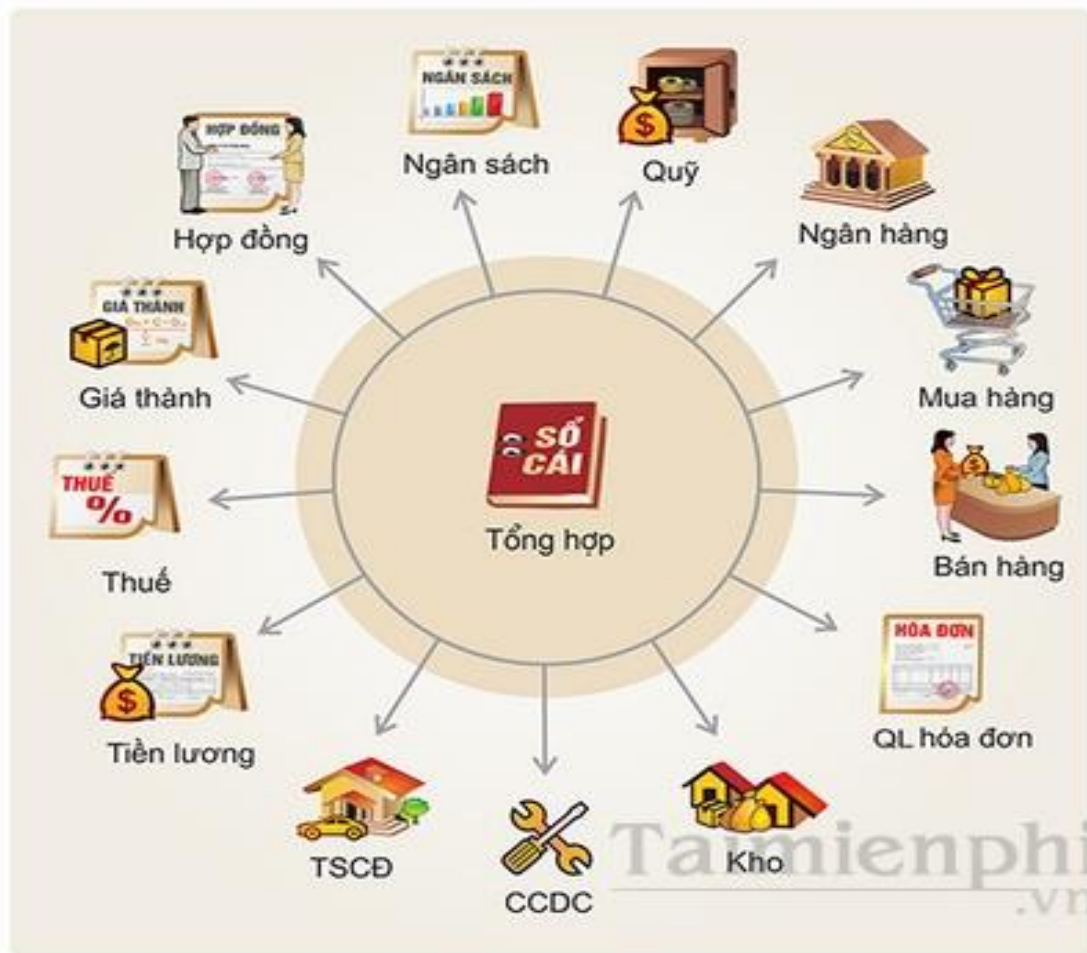 NGÂN SÁCH
Ngân sách
Quỹ
HỢP ĐỒNG
Hợp đồng
Ngân hàng
GIÁ THÀNH
Giá thành
Mua hàng
SỔ
CÁI
Tổng hợp
THUẾ
%
Thuế
Bán hàng
TIỀN LƯƠNG
Tiền lương
HÓA ĐƠN
QL hóa đơn
TSCĐ
CCDC
Kho
Taimienphi
.vn